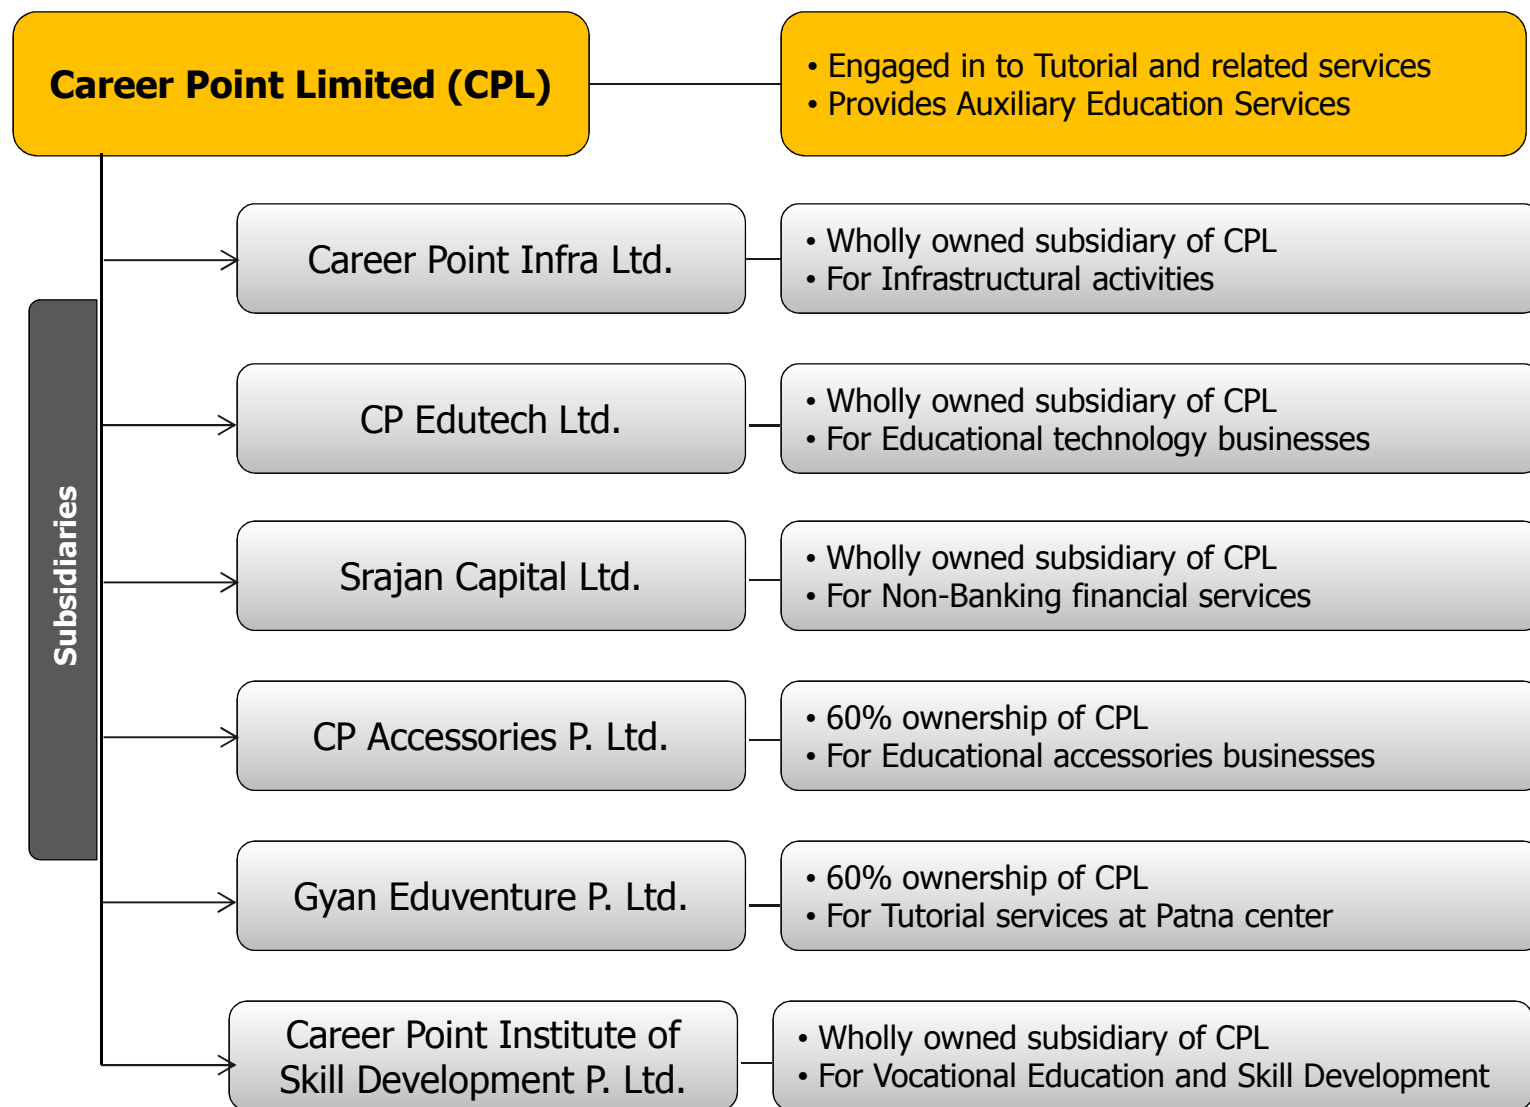 Career Point Limited (CPL)
• Engaged in to Tutorial and related services
• Provides Auxiliary Education Services
Subsidiaries
Career Point Infra Ltd.
• Wholly owned subsidiary of CPL
• For Infrastructural activities
CP Edutech Ltd.
• Wholly owned subsidiary of CPL
• For Educational technology businesses
Srajan Capital Ltd.
• Wholly owned subsidiary of CPL
• For Non-Banking financial services
CP Accessories P. Ltd.
• 60% ownership of CPL
• For Educational accessories businesses
Gyan Eduventure P. Ltd.
• 60% ownership of CPL
• For Tutorial services at Patna center
Career Point Institute of
Skill Development P. Ltd.
• Wholly owned subsidiary of CPL
• For Vocational Education and Skill Development